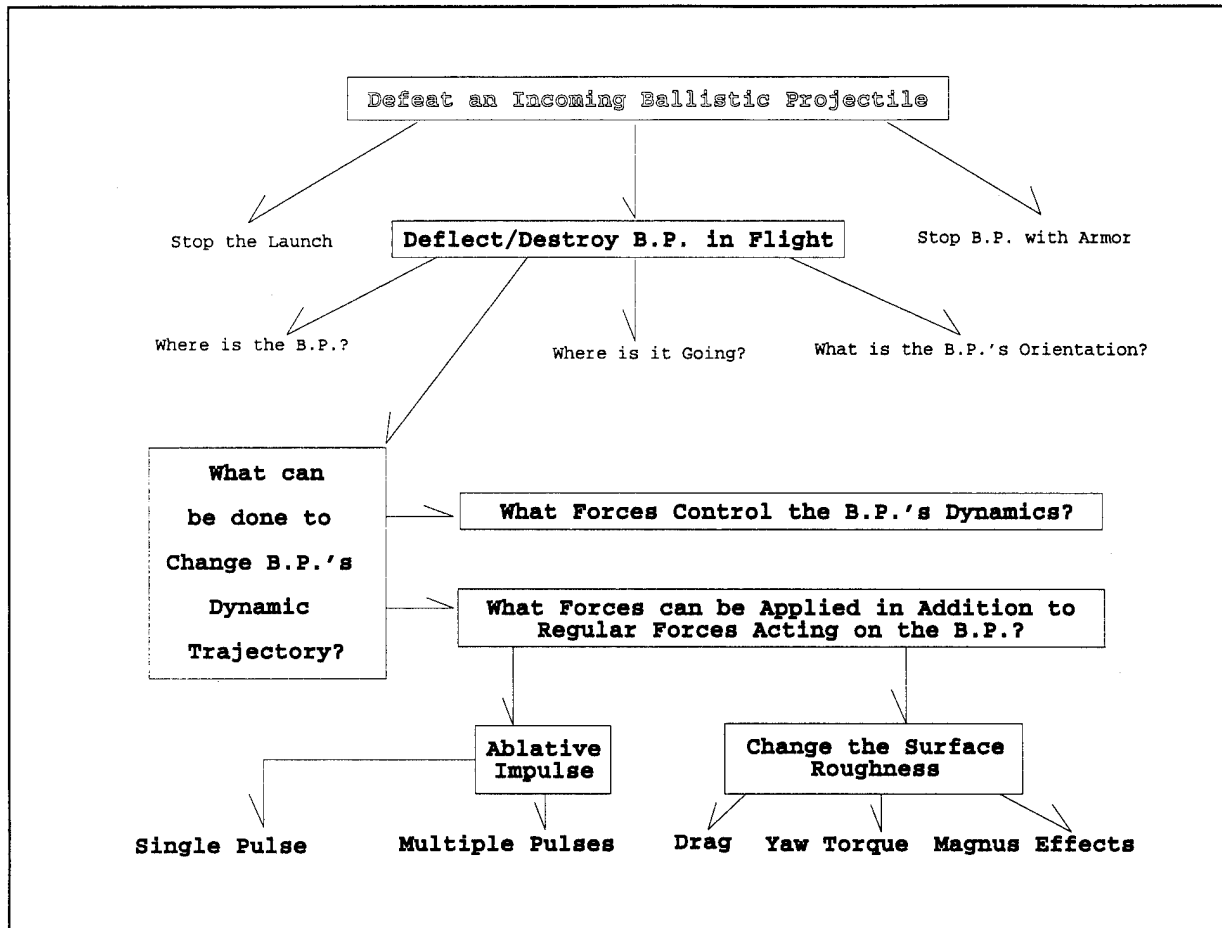 Defeat an Incoming Ballistic Projectile
Stop the Launch
Deflect/Destroy B.P. in Flight
Stop B.P. with Armor
Where is the B.P.?
Where is it Going?
What is the B.P.'s Orientation?
What can
be done to
Change B.P.'s
Dynamic
Trajectory?
What Forces Control the B.P.'s Dynamics?
What Forces can be Applied in Addition to
Regular Forces Acting on the B.P.?
Ablative
Impulse
Change the Surface
Roughness
Single Pulse
Multiple Pulses
Drag
Yaw Torque
Magnus Effects